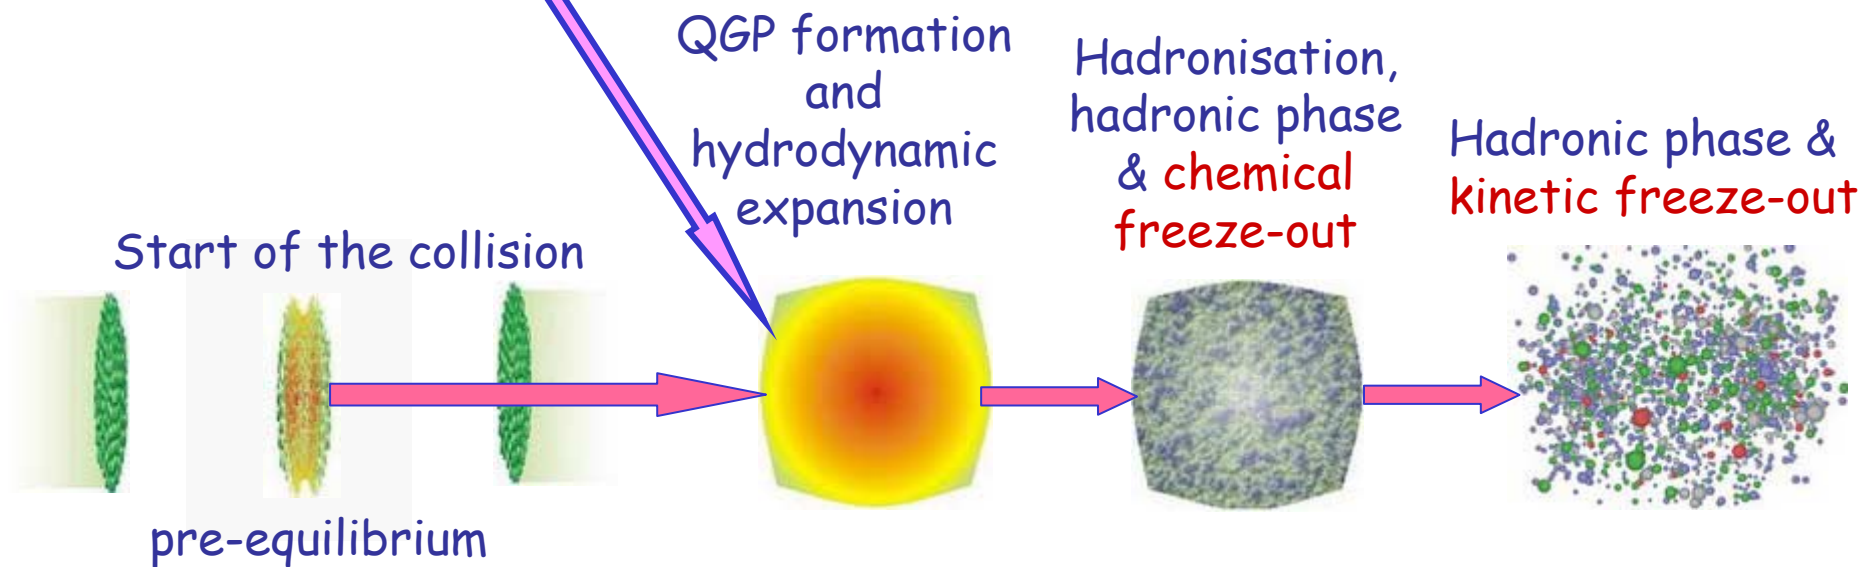 Start of the collision
pre-equilibrium
QGP formation
and
hydrodynamic
expansion
Hadronisation,
hadronic phase
& chemical
freeze-out
Hadronic phase &
kinetic freeze-out